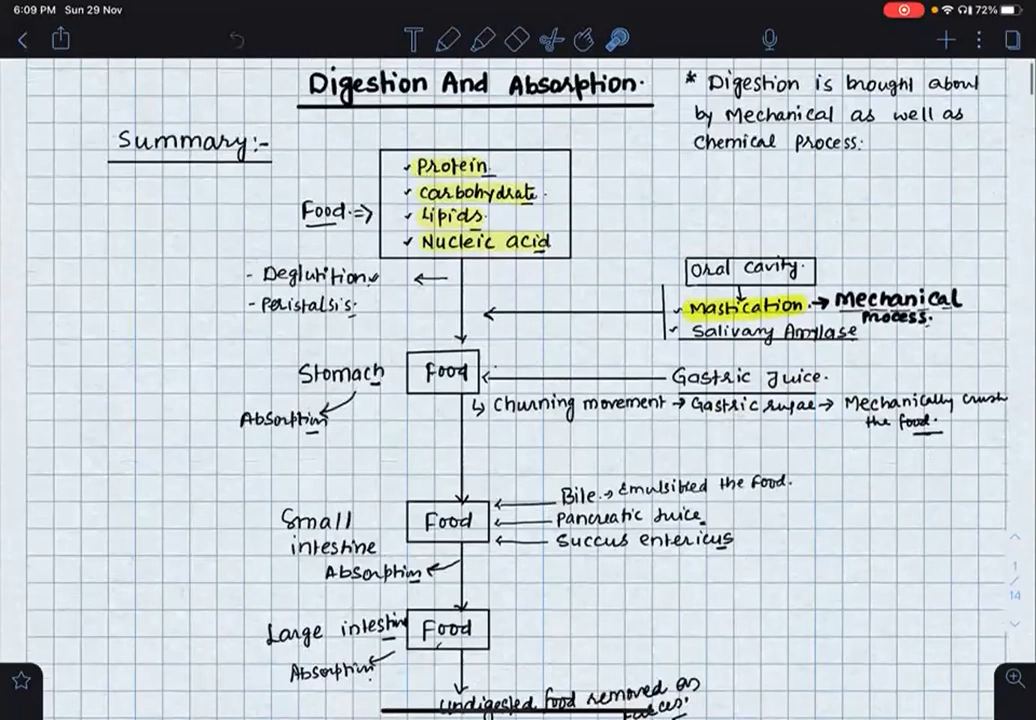 6:09 PM Sun 29 Nov
72%
Digestion And Absorption.
* Digestion is brought about
by Mechanical as well as
chemical Process.
Summary:-
Food ⇒
✓ Protein
✓ carbohydrate.
✓ Lipids.
✓ Nucleic acid
- Deglutition
- Peristalsis.
Oral cavity.
- Mastication → Mechanical
Process.
- Salivary Amylase
Stomach
Food
Gastric Juice.
Absorption
↳ Churning movement → Gastric rugae → Mechanically crush
the food.
Small
intestine
Food
Bile → Emulsified the food.
Pancreatic Juice
Succus entericus
Absorption
Large intestine
Food
Absorption
undigested food removed as
Faeces.
1
/
14